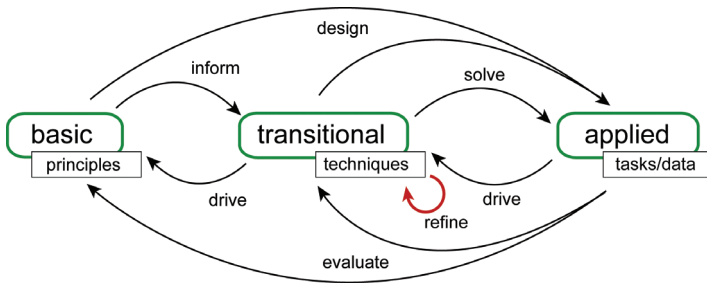 design
inform
solve
basic
transitional
applied
principles
techniques
tasks/data
drive
drive
refine
evaluate